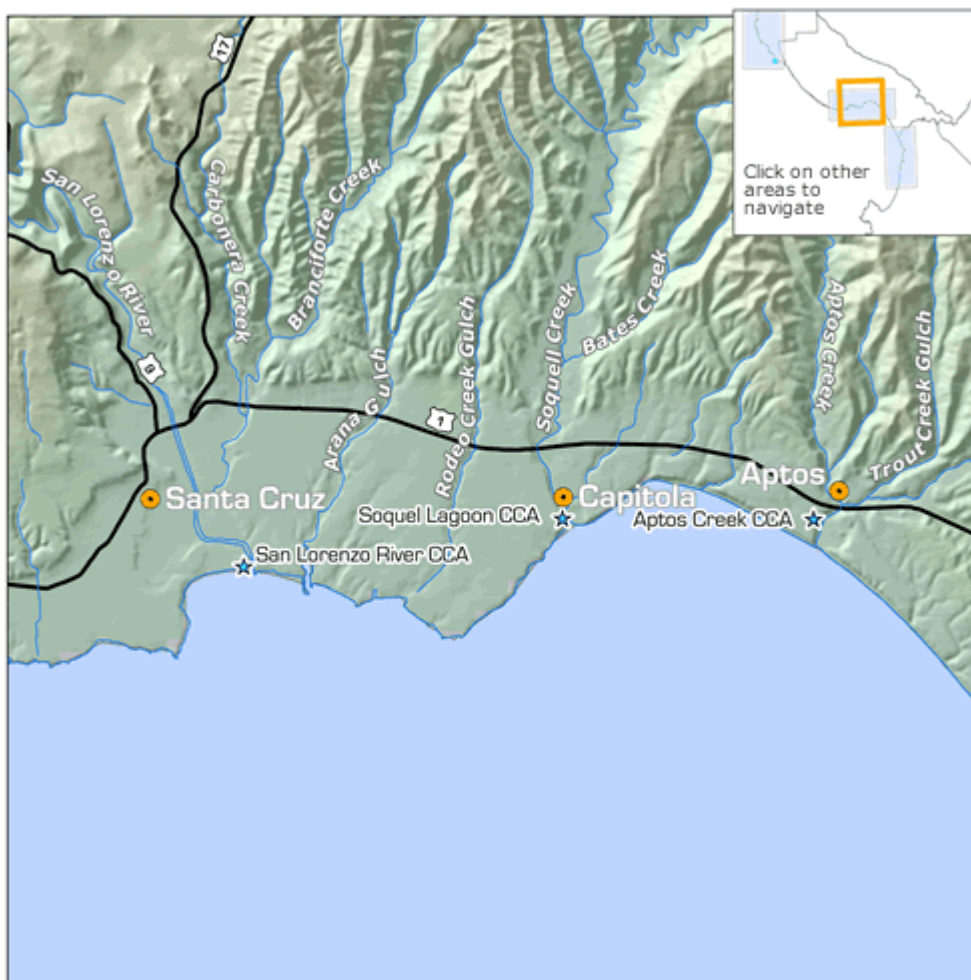 17
Click on other
areas to
navigate
San Lorenzo River
Carbonera Creek
Branciforte Creek
Soquell Creek
Bates Creek
Aptos Creek
Trout Creek Gulch
Rodeo Creek Gulch
Arana Gulch
9
1
Aptos
Santa Cruz
Capitola
Soquel Lagoon CCA
Aptos Creek CCA
San Lorenzo River CCA